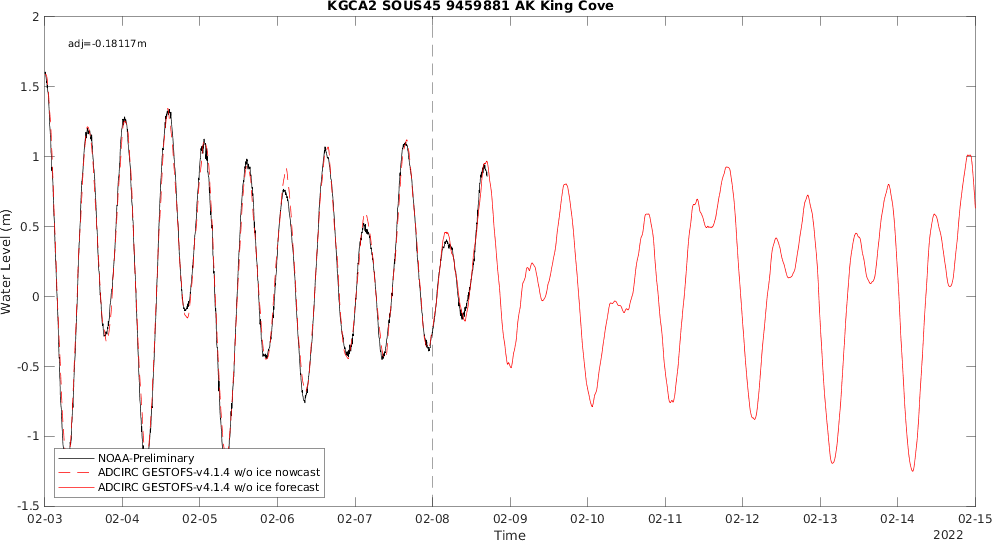 KGCA2 SOUS45 9459881 AK King Cove
adj=-0.18117m
2
1.5
1
0.5
0
-0.5
-1
-1.5
Water Level (m)
NOAA-Preliminary
ADCIRC GESTOFS-v4.1.4 w/o ice nowcast
ADCIRC GESTOFS-v4.1.4 w/o ice forecast
02-03 02-04 02-05 02-06 02-07 02-08 02-09 02-10 02-11 02-12 02-13 02-14 02-15
Time
2022